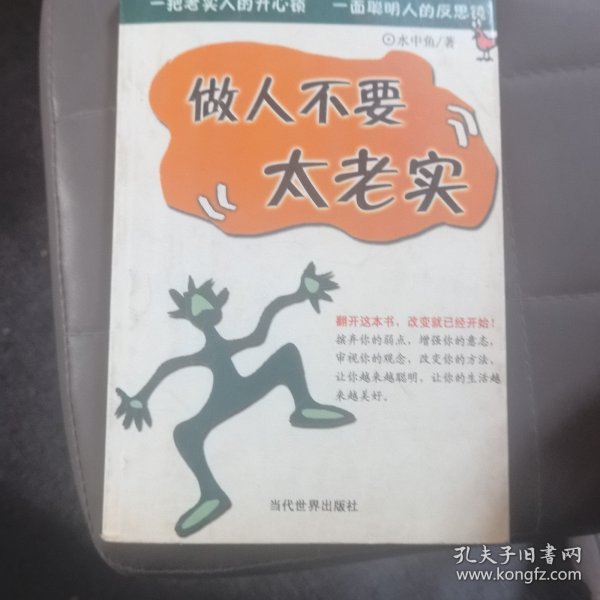 一把老实人的开心锁 一面聪明人的反思镜
⊙水中鱼/著
做人不要
太老实
翻开这本书，改变就已经开始！
摈弃你的弱点，增强你的意志，
审视你的观念，改变你的方法，
让你越来越聪明，让你的生活越
来越美好。
当代世界出版社
孔夫子旧书网
www.kongfz.com